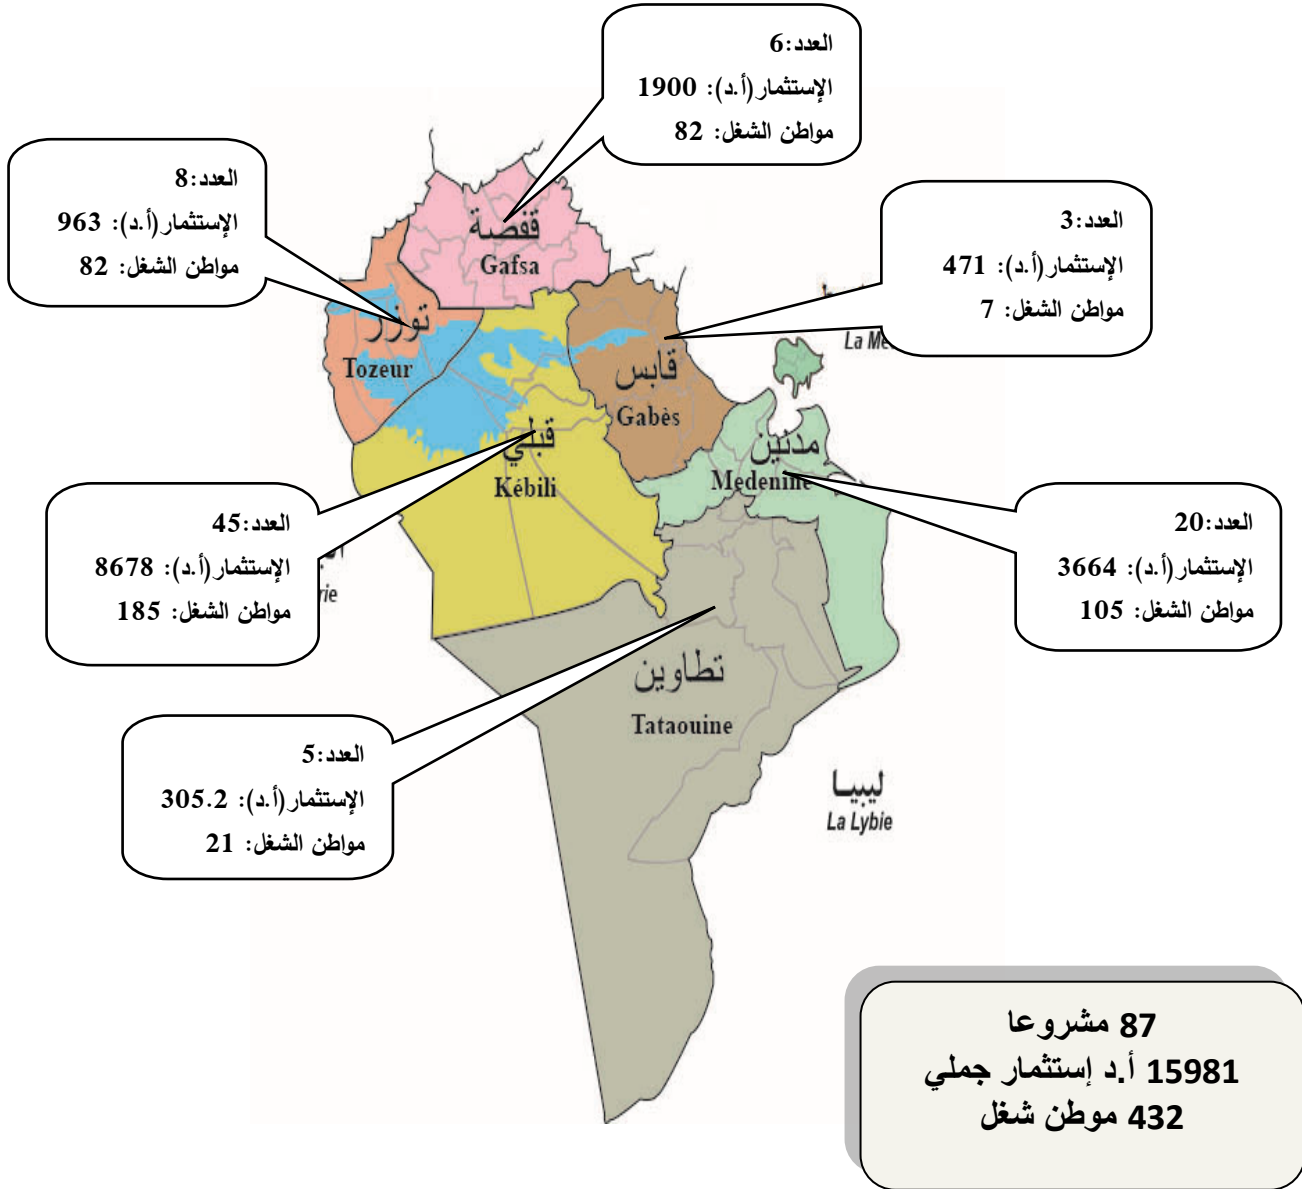 العدد:6
الإستثمار(أ.د): 1900
مواطن الشغل: 82
العدد:8
الإستثمار(أ.د): 963
مواطن الشغل: 82
العدد:3
الإستثمار(أ.د): 471
مواطن الشغل: 7
قفصة
Gafsa
توزر
Tozeur
قابس
Gabès
La Me
قبلي
Kébili
مدنين
Medenine
العدد:45
الإستثمار(أ.د): 8678
مواطن الشغل: 185
rie
العدد:20
الإستثمار(أ.د): 3664
مواطن الشغل: 105
تطاوين
Tataouine
العدد:5
الإستثمار(أ.د): 305.2
مواطن الشغل: 21
ليبيا
La Lybie
87 مشروعا
15981 أ.د إستثمار جملي
432 موطن شغل